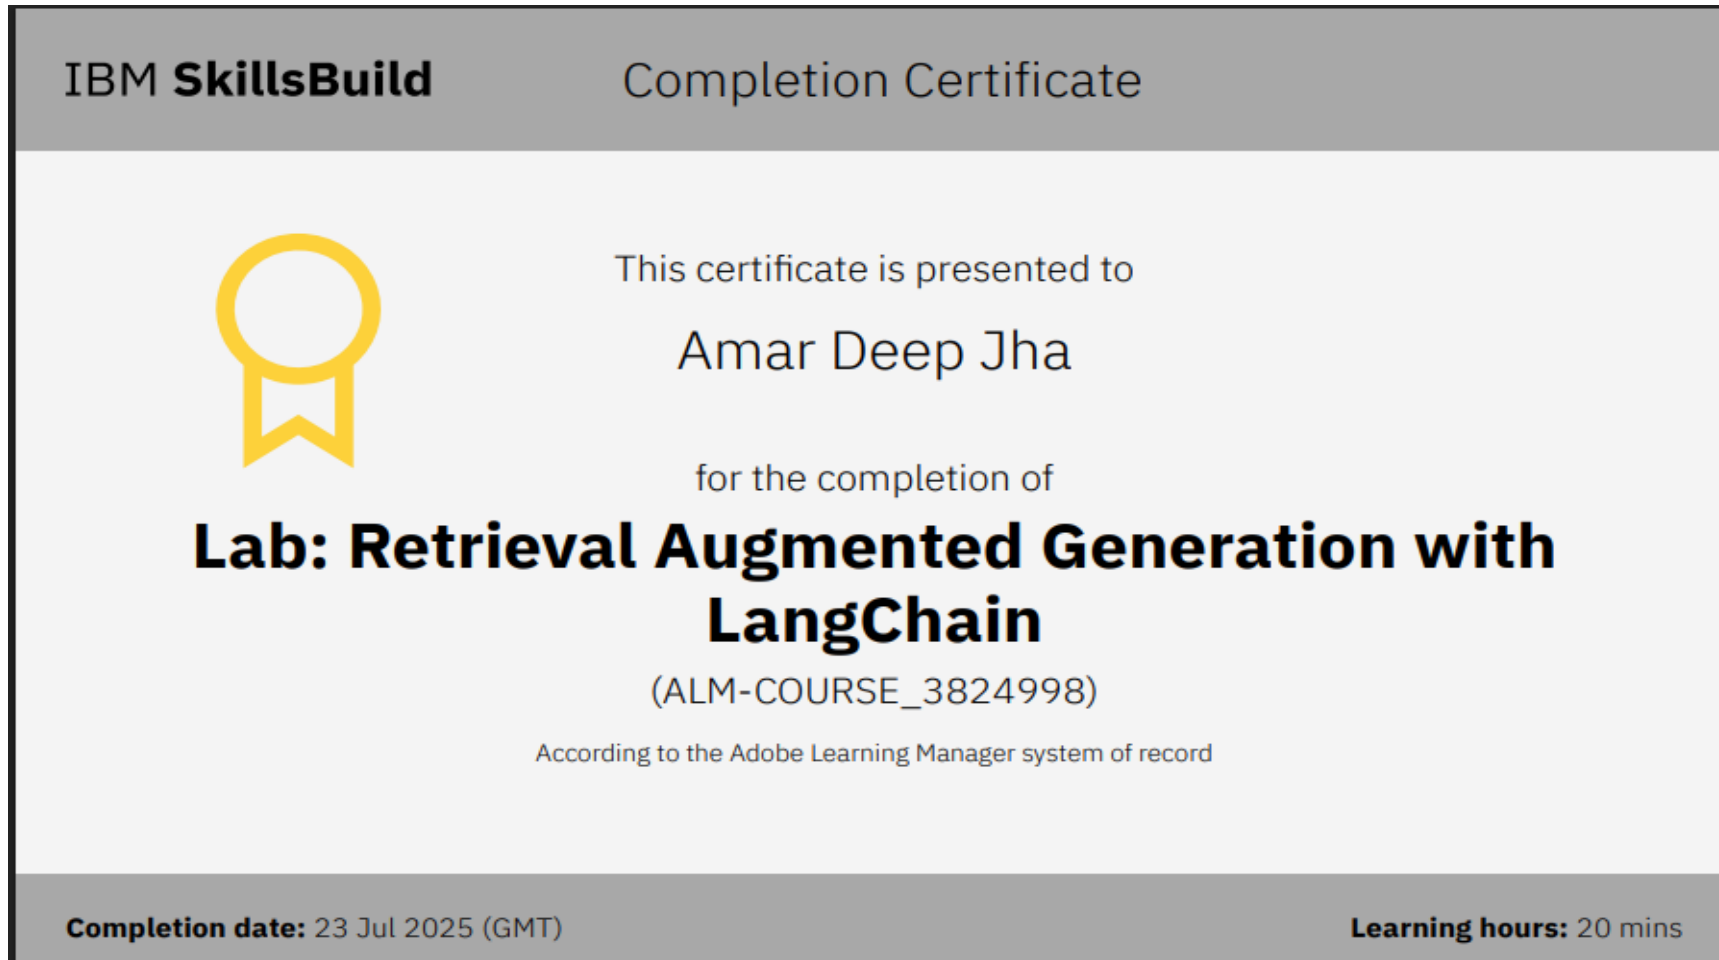 IBM SkillsBuild
Completion Certificate
This certificate is presented to
Amar Deep Jha
for the completion of
Lab: Retrieval Augmented Generation with
LangChain
(ALM-COURSE_3824998)
According to the Adobe Learning Manager system of record
Completion date: 23 Jul 2025 (GMT)
Learning hours: 20 mins